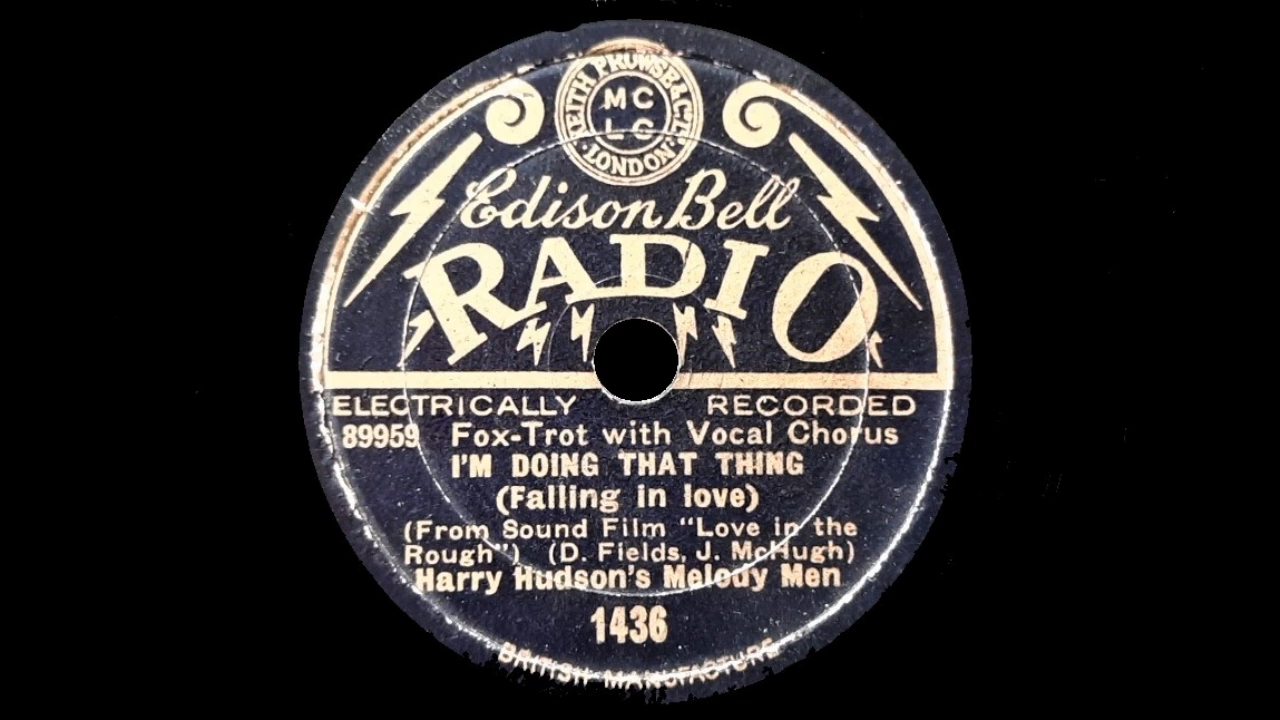 KEITH PROWSE & Co. Ld.
MC
LC
·LONDON·
Edison Bell
RADIO
ELECTRICALLY RECORDED
89959 Fox-Trot with Vocal Chorus
I'M DOING THAT THING
(Falling in love)
(From Sound Film "Love in the
Rough") (D. Fields, J. McHugh)
Harry Hudson's Melody Men
1436
BRITISH MANUFACTURE